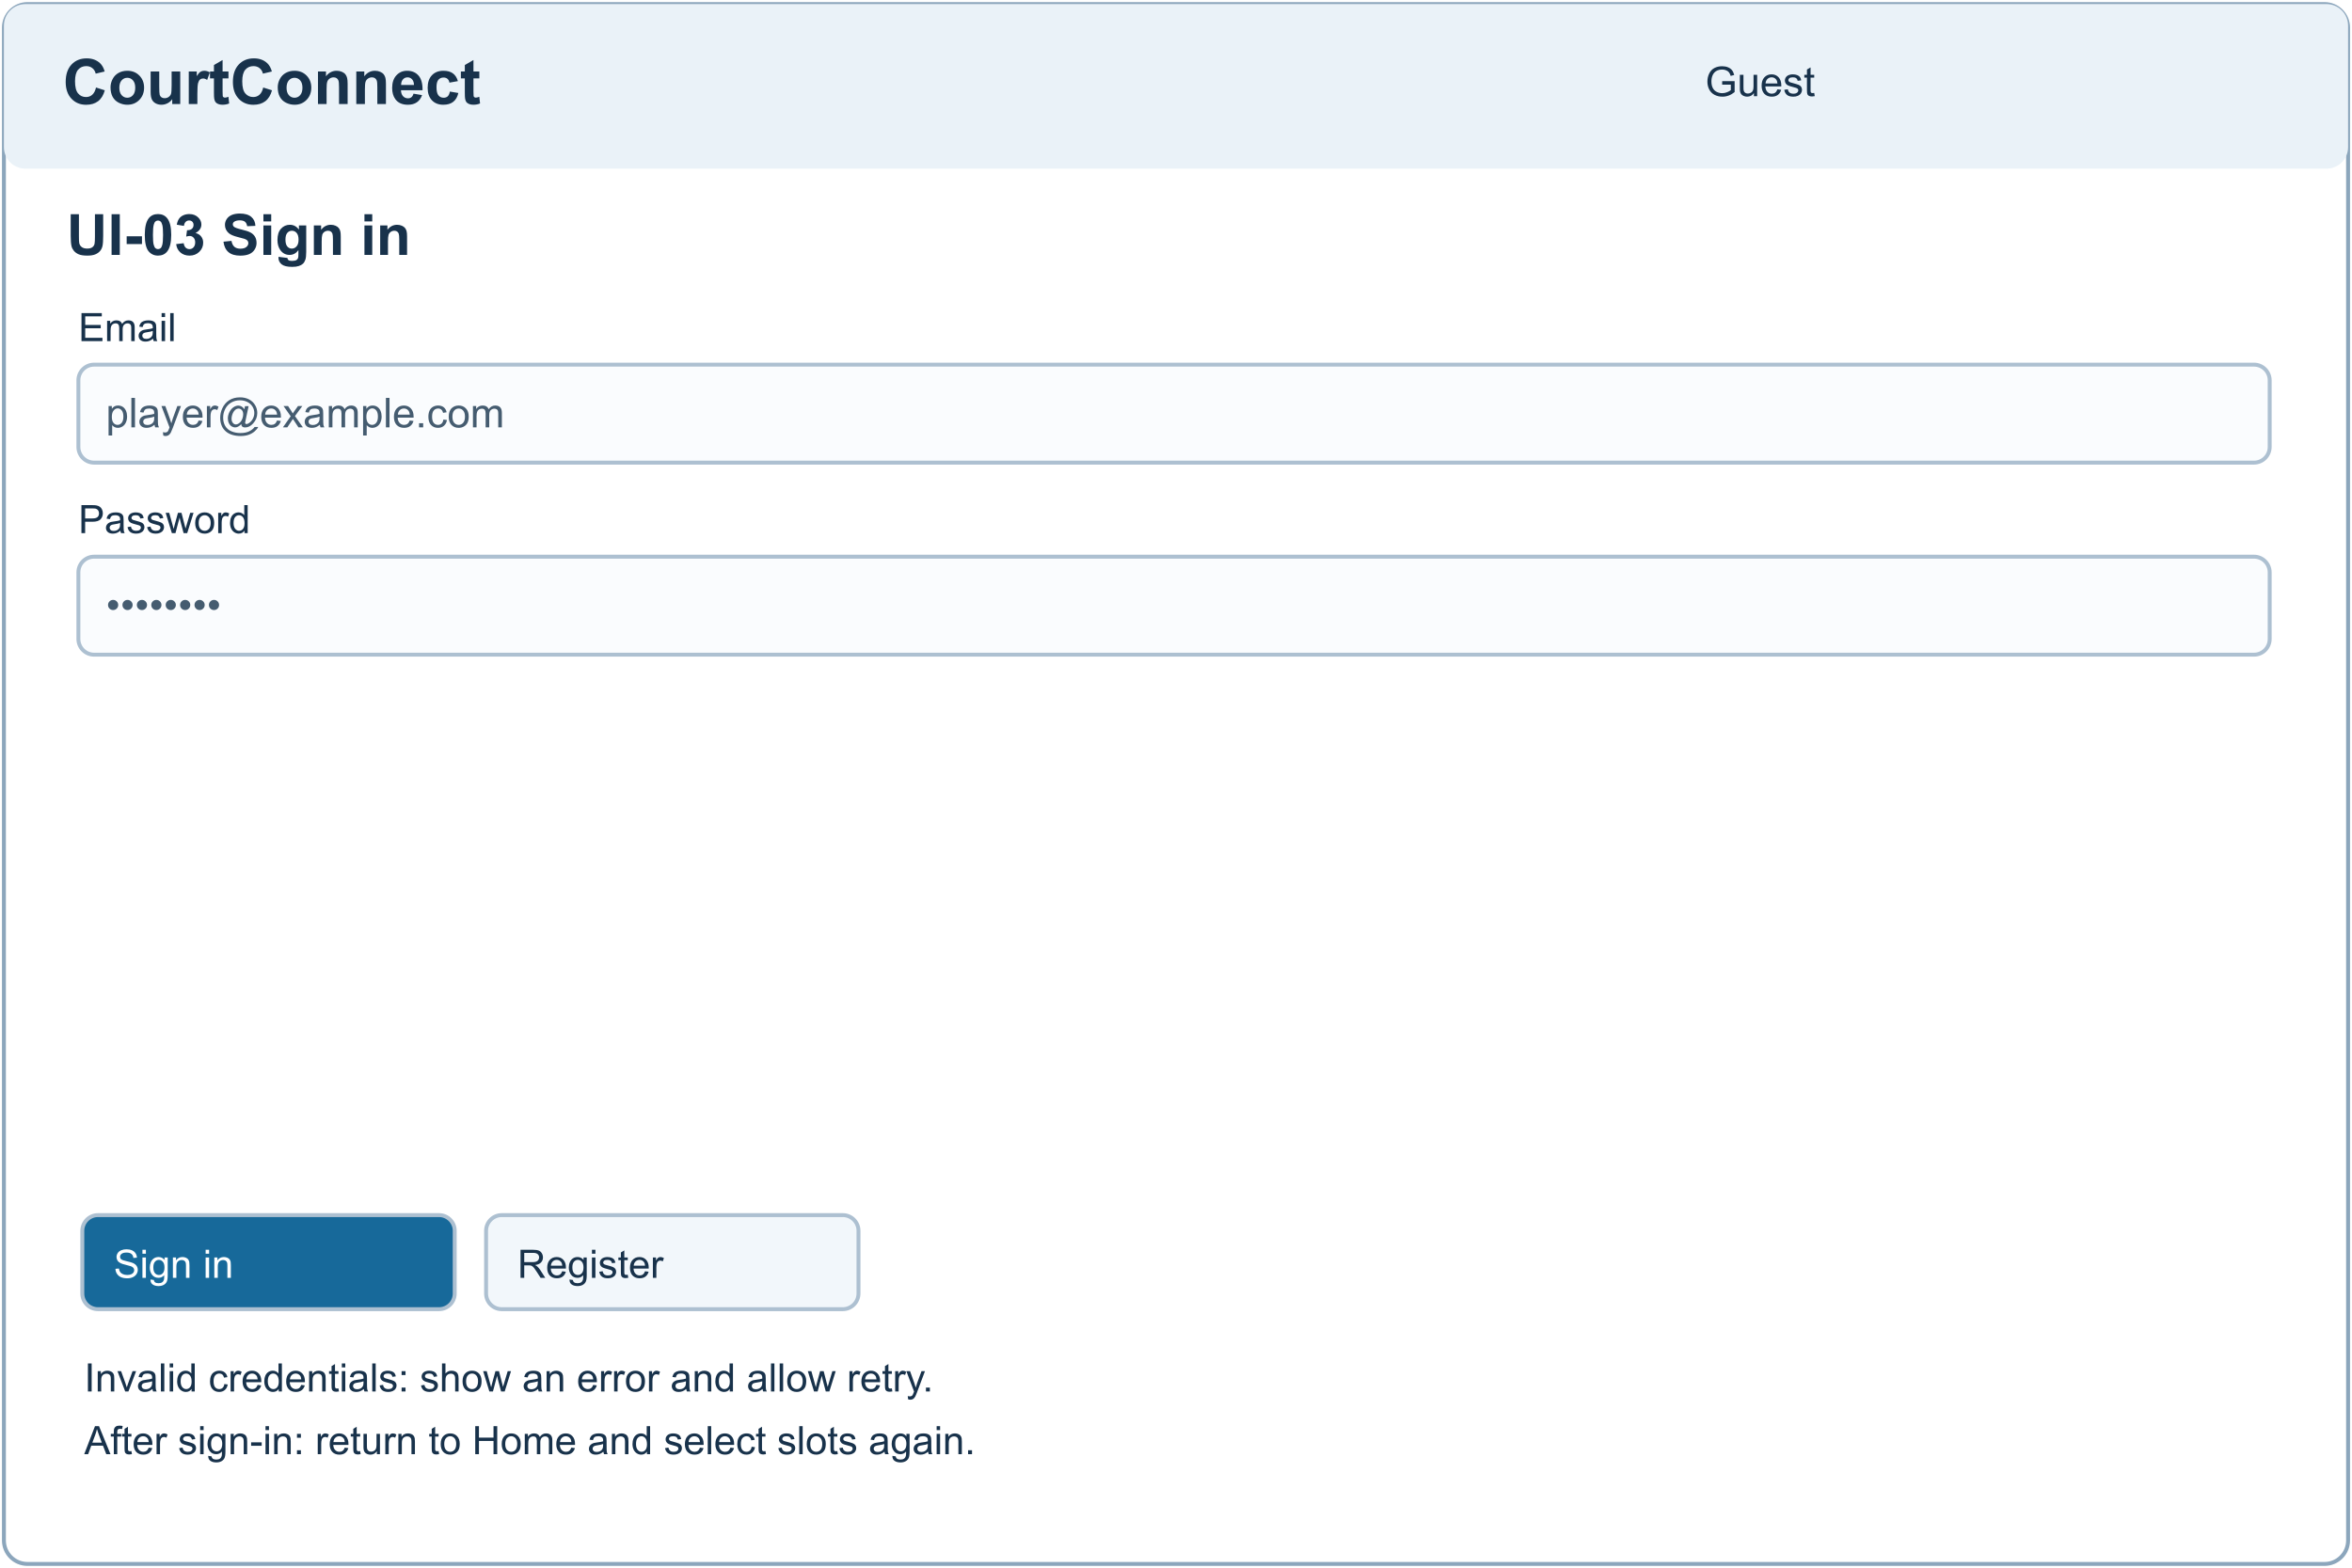 CourtConnect
Guest
UI-03 Sign in
Email
player@example.com
Password
••••••••
Sign in
Register
Invalid credentials: show an error and allow retry.
After sign-in: return to Home and select slots again.